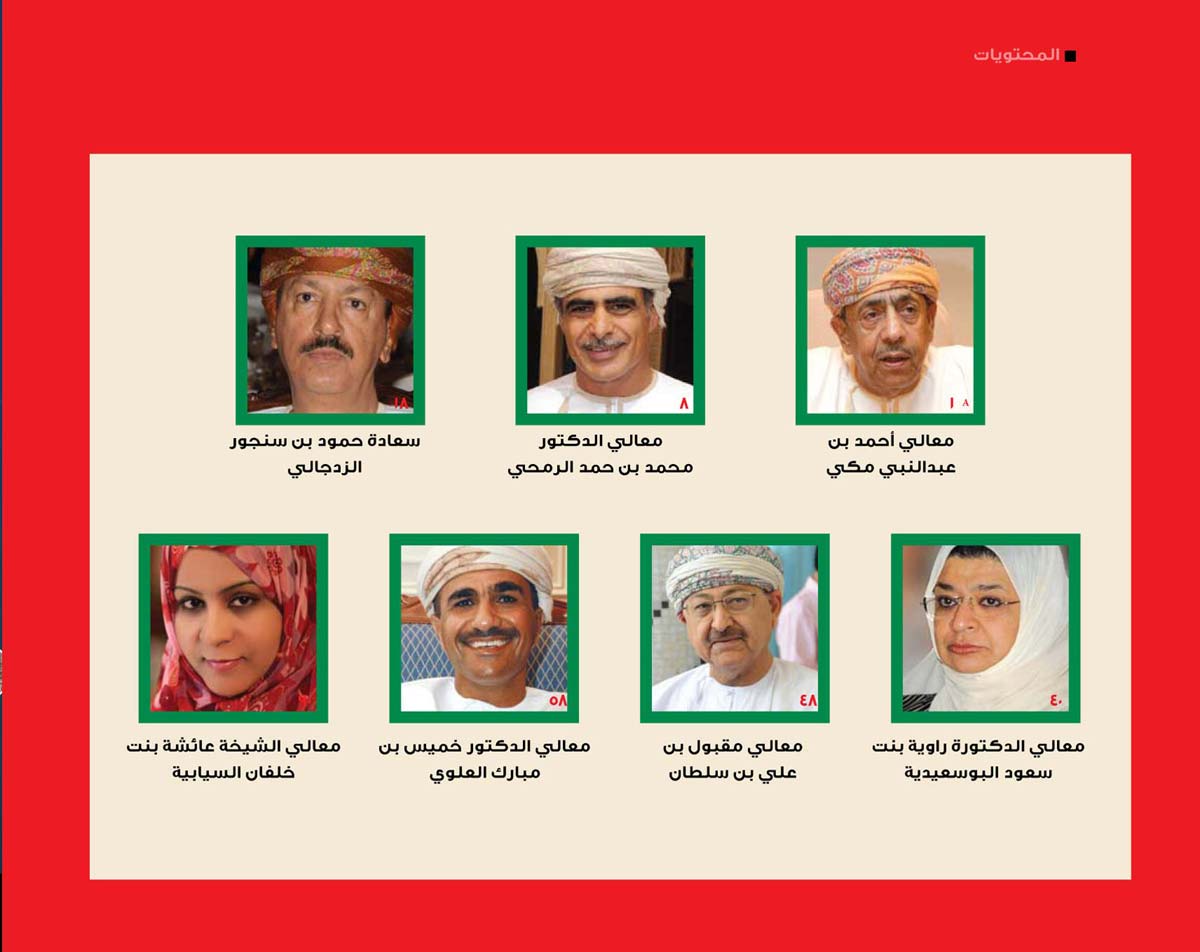 المحتويات
١ A
٨
١٨
معالي أحمد بن
عبدالنبي مكي
معالي الدكتور
محمد بن حمد الرمحي
سعادة حمود بن سنجور
الزدجالي
٤٠
٤٨
٥٨
معالي الدكتورة راوية بنت
سعود البوسعيدية
معالي مقبول بن
علي بن سلطان
معالي الدكتور خميس بن
مبارك العلوي
معالي الشيخة عائشة بنت
خلفان السيابية